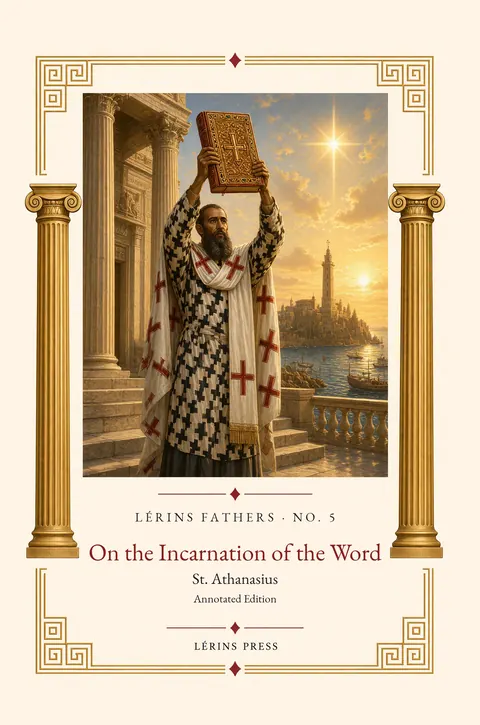 LÉRINS FATHERS · NO. 5
On the Incarnation of the Word
St. Athanasius
Annotated Edition
LÉRINS PRESS